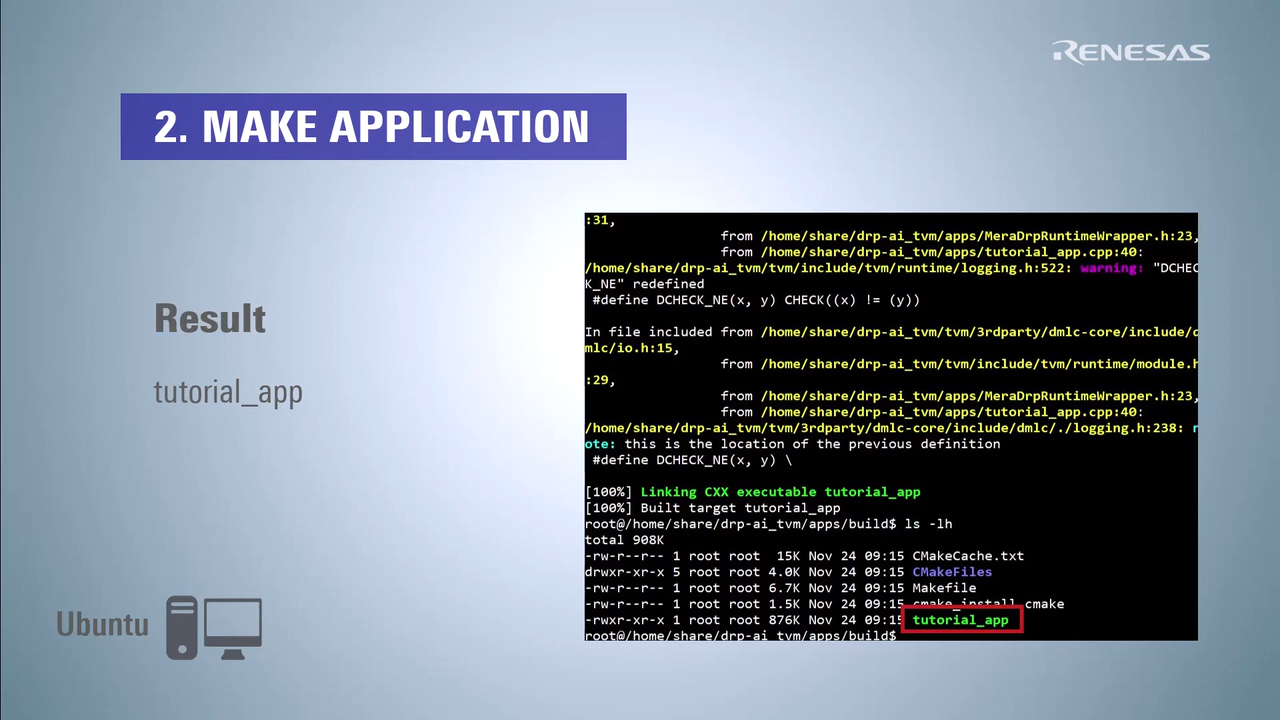 RENESAS
2. MAKE APPLICATION
Result
tutorial_app
Ubuntu
:31,
from /home/share/drp-ai_tvm/apps/MeraDrpRuntimeWrapper.h:23,
from /home/share/drp-ai_tvm/apps/tutorial_app.cpp:40:
/home/share/drp-ai_tvm/tvm/include/tvm/runtime/logging.h:522: warning: "DCHEC
K_NE" redefined
#define DCHECK_NE(x, y) CHECK((x) != (y))
In file included from /home/share/drp-ai_tvm/tvm/3rdparty/dmlc-core/include/d
mlc/io.h:15,
from /home/share/drp-ai_tvm/tvm/include/tvm/runtime/module.h
:29,
from /home/share/drp-ai_tvm/apps/MeraDrpRuntimeWrapper.h:23,
from /home/share/drp-ai_tvm/apps/tutorial_app.cpp:40:
/home/share/drp-ai_tvm/tvm/3rdparty/dmlc-core/include/dmlc/./logging.h:238: n
ote: this is the location of the previous definition
#define DCHECK_NE(x, y) \
[100%] Linking CXX executable tutorial_app
[100%] Built target tutorial_app
root@/home/share/drp-ai_tvm/apps/build$ ls -lh
total 908K
-rw-r--r-- 1 root root 15K Nov 24 09:15 CMakeCache.txt
drwxr-xr-x 5 root root 4.0K Nov 24 09:15 CMakeFiles
-rw-r--r-- 1 root root 6.7K Nov 24 09:15 Makefile
-rw-r--r-- 1 root root 1.5K Nov 24 09:15 cmake_install.cmake
-rwxr-xr-x 1 root root 876K Nov 24 09:15 tutorial_app
root@/home/share/drp-ai_tvm/apps/build$